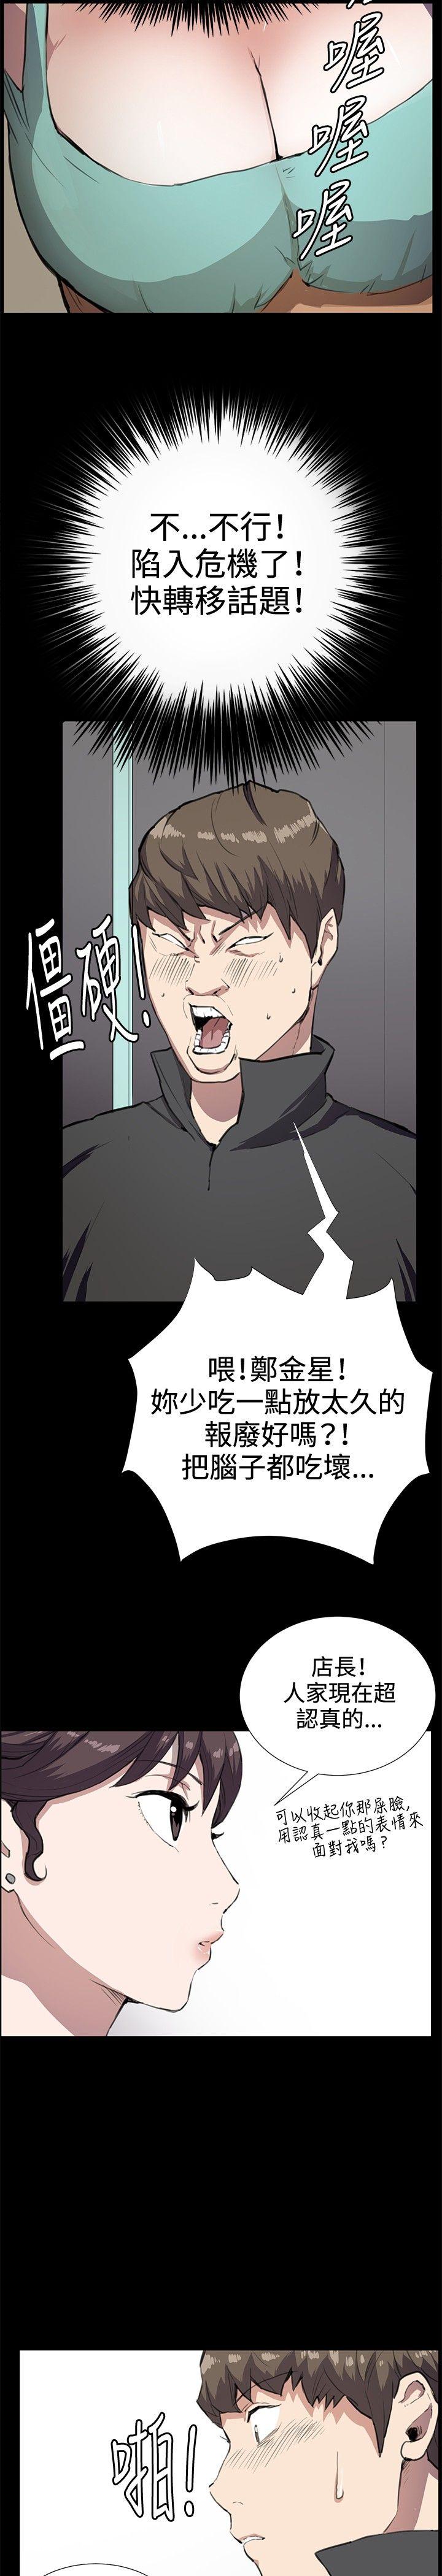 喔
喔
喔
不...不行!
陷入危機了!
快轉移話題!
僵硬!
喂!鄭金星!
妳少吃一點放太久的
報廢好嗎?!
把腦子都吃壞...
店長!
人家現在超
認真的...
可以收起你那屎臉,
用認真一點的表情來
面對我嗎?
啪!